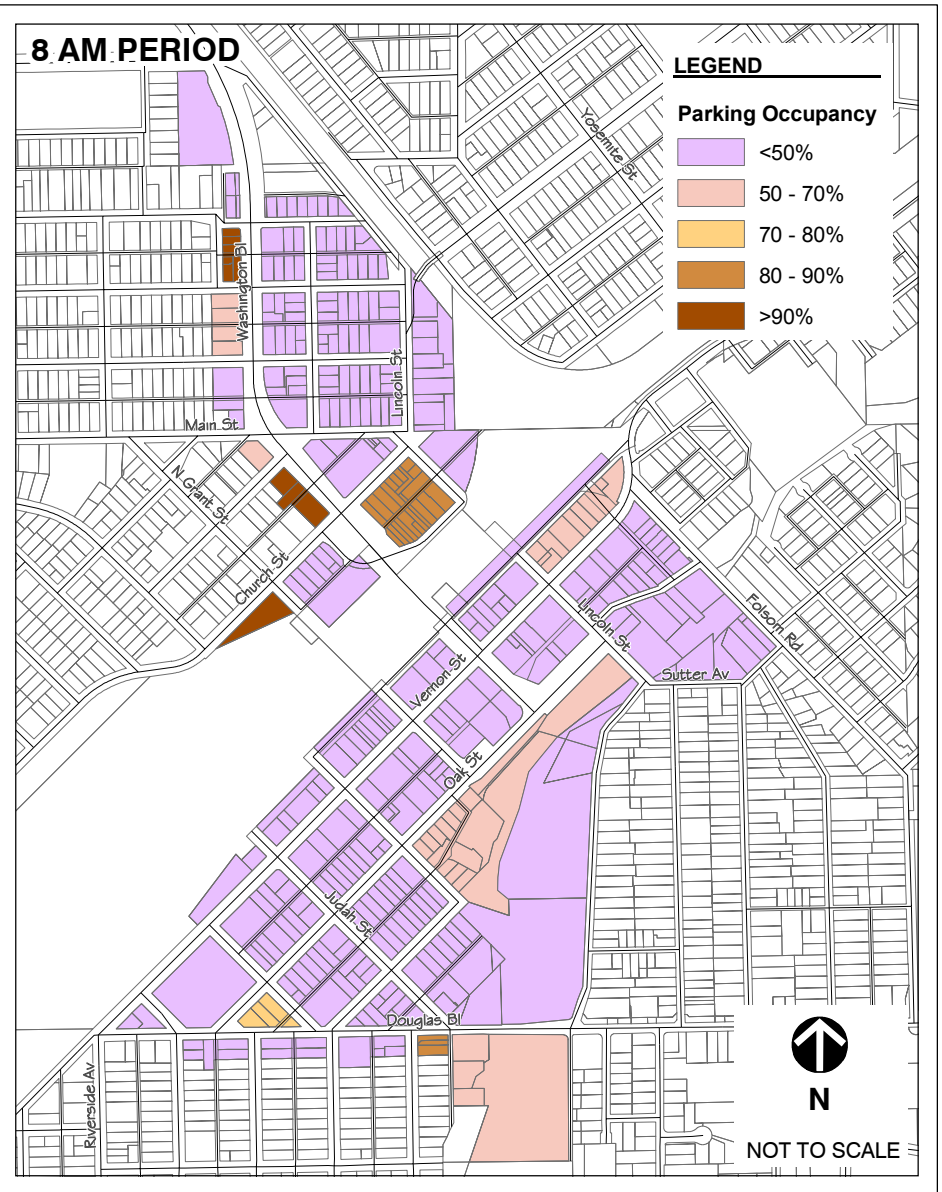 8 AM PERIOD
LEGEND
Parking Occupancy
<50%
50 - 70%
70 - 80%
80 - 90%
>90%
Yosemite St
Washington Bl
Lincoln St
Main St
N Grant St
Church St
Lincoln St
Folsom Rd
Vernon St
Sutter Av
Oak St
Judah St
Douglas Bl
Riverside Av
N
NOT TO SCALE